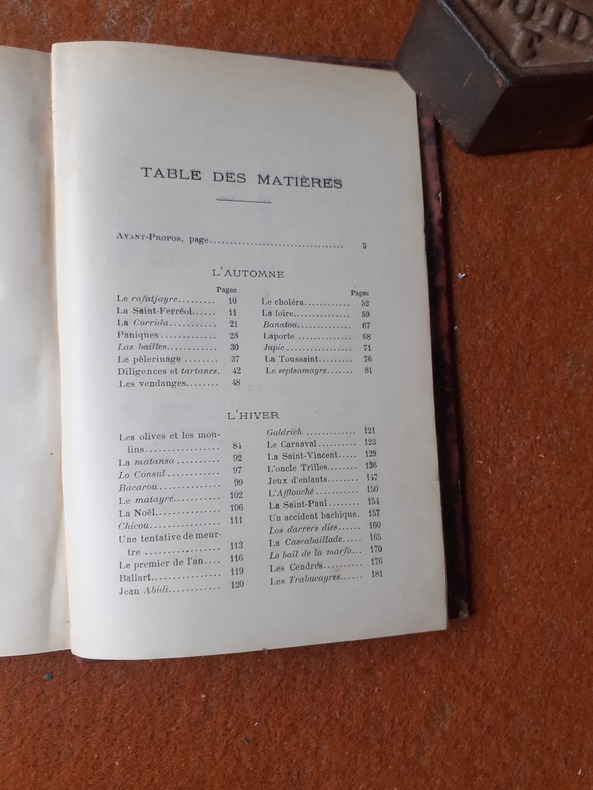 TABLE DES MATIÈRES
AVANT-PROPOS, page................................ 5
L'AUTOMNE
Pages
Le rafatjayre......... 10
La Saint-Ferréol...... 11
La Corrida........... 21
Paniques............. 28
Las bailles........... 30
Le pèlerinage ........ 37
Diligences et tartanes. 42
Les vendanges........ 48
Pages
Le choléra............ 52
La foire.............. 59
Banatou.............. 67
Laporte .............. 68
Japic................. 71
La Toussaint......... 76
Le septsamayre....... 81
L'HIVER
Les olives et les mou-
lins................. 84
La matansa .......... 92
Lo Consul ........... 97
Bacarou.............. 99
Le matayre........... 102
La Noël.............. 106
Chicou............... 111
Une tentative de meur-
tre ................. 113
Le premier de l'an.... 116
Ballart............... 119
Jean Abidi............ 120
Galdrich ............. 121
Le Carnaval.......... 123
La Saint-Vincent..... 129
L'oncle Trilles....... 136
Jeux d'enfants........ 147
L'Afflouché........... 150
La Saint-Paul........ 154
Un accident bachique. 157
Los darrers dies...... 160
La Cascabaillade..... 165
Lo ball de la marfa... 170
Les Cendres.......... 176
Les Trabucayres...... 181